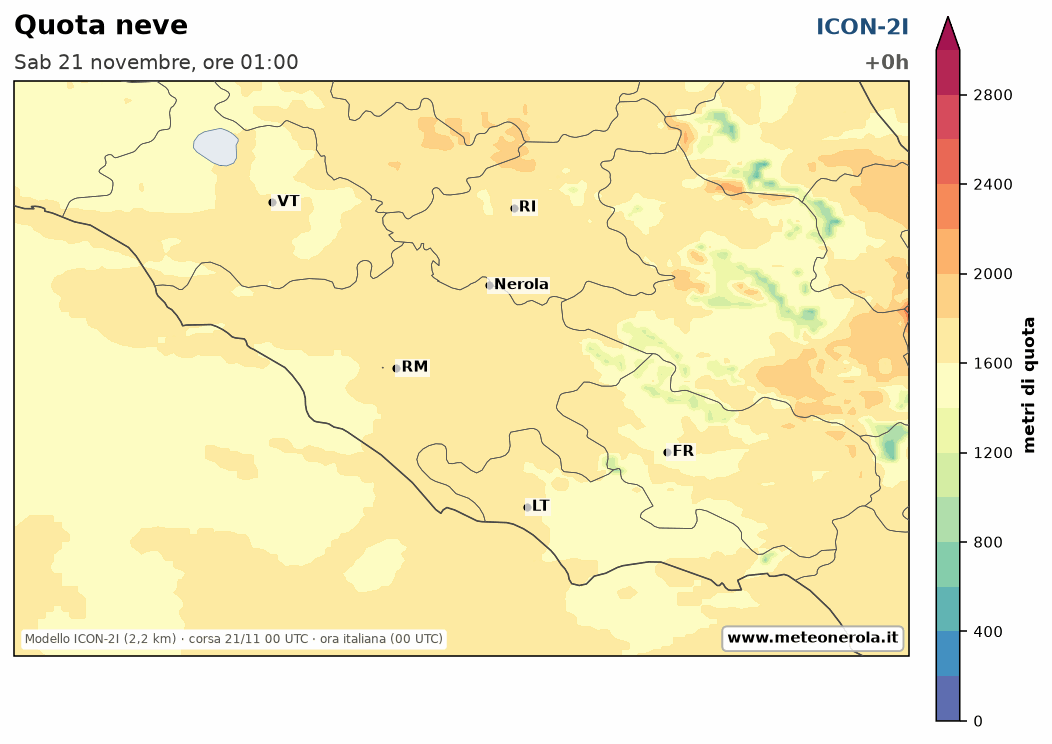 Quota neve
ICON-2I
Sab 21 novembre, ore 01:00
+0h
2800
2400
2000
1600
1200
800
400
0
metri di quota
VT
RI
Nerola
RM
FR
LT
Modello ICON-2I (2,2 km) · corsa 21/11 00 UTC · ora italiana (00 UTC)
www.meteonerola.it